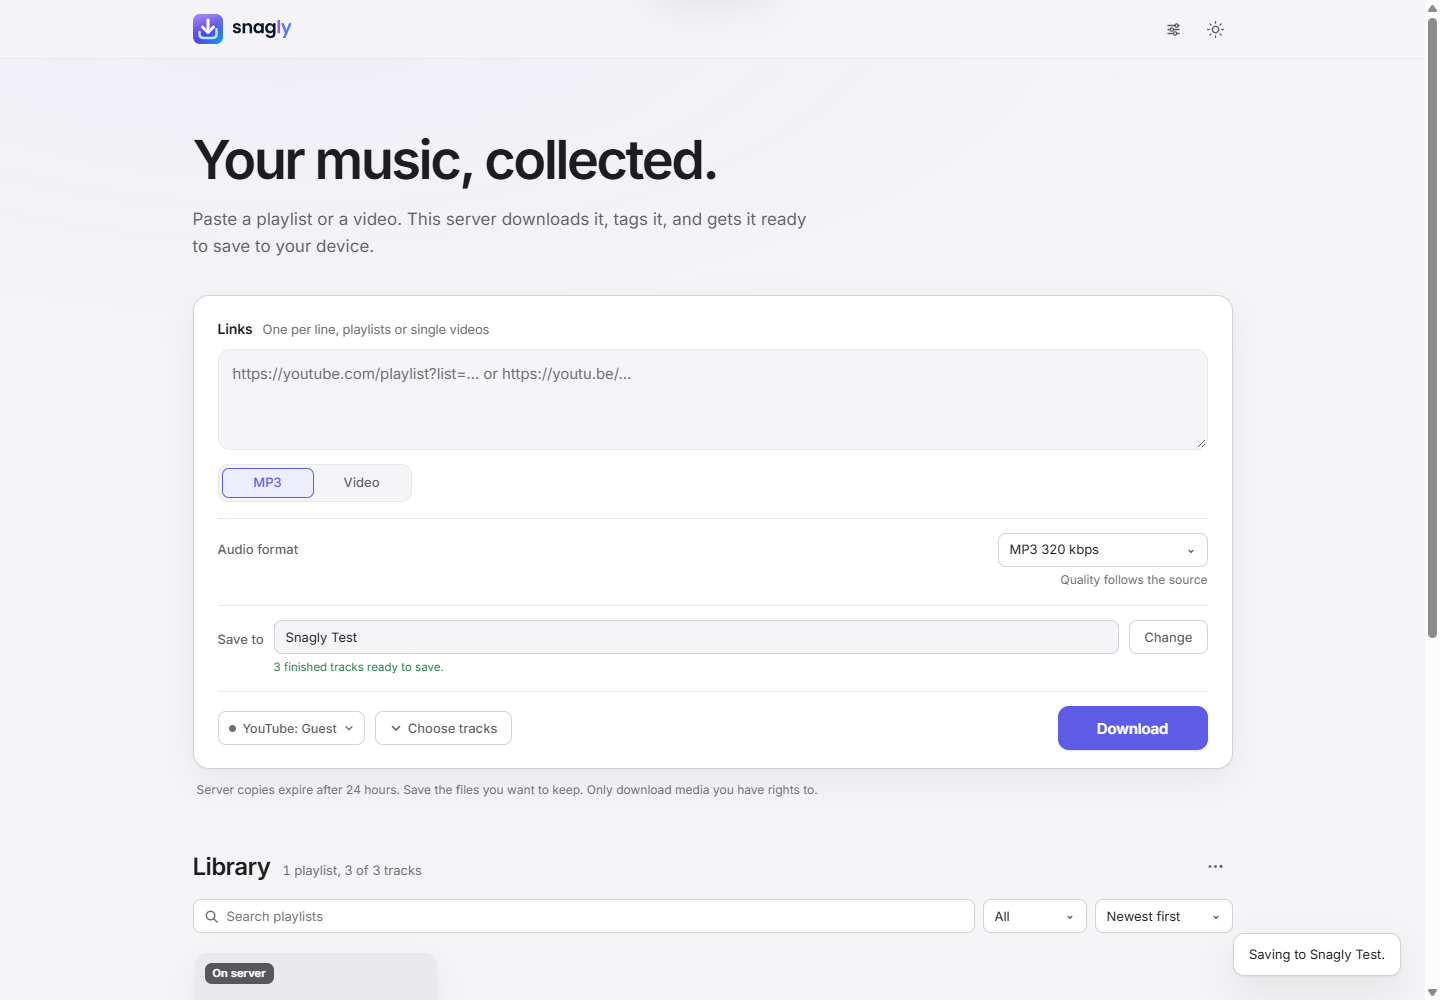 snagly
Your music, collected.
Paste a playlist or a video. This server downloads it, tags it, and gets it ready
to save to your device.
Links One per line, playlists or single videos
https://youtube.com/playlist?list=... or https://youtu.be/...
MP3 Video
Audio format MP3 320 kbps
Quality follows the source
Save to Snagly Test Change
3 finished tracks ready to save.
YouTube: Guest Choose tracks Download
Server copies expire after 24 hours. Save the files you want to keep. Only download media you have rights to.
Library 1 playlist, 3 of 3 tracks
Search playlists All Newest first
Saving to Snagly Test.
On server